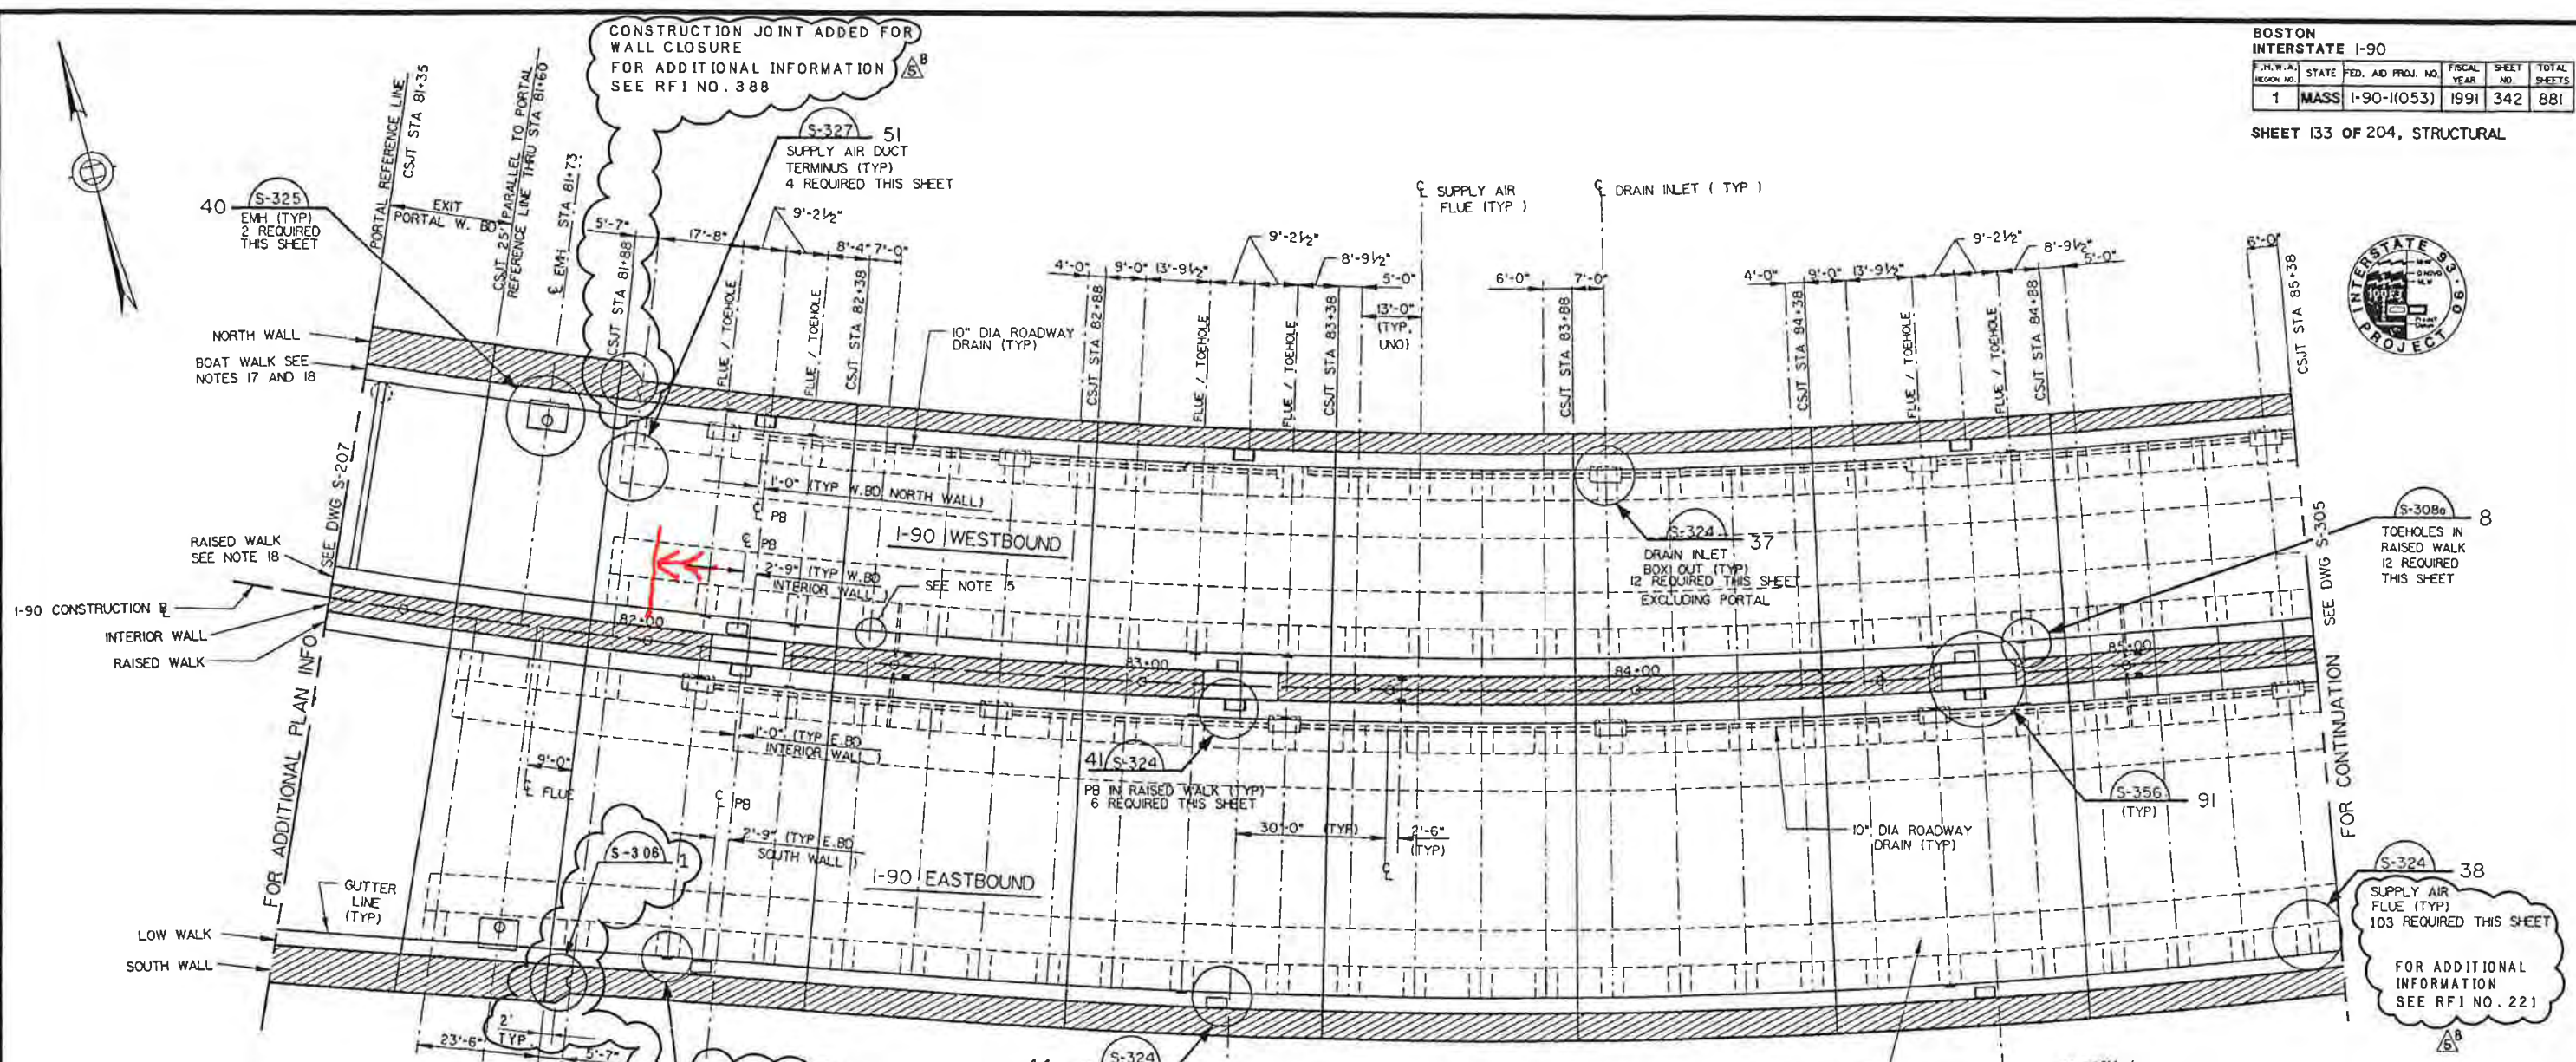 CONSTRUCTION JOINT ADDED FOR
WALL CLOSURE
FOR ADDITIONAL INFORMATION
SEE RFI NO. 388
5 B
BOSTON
INTERSTATE I-90
F.H.W.A. REGION NO.
STATE
FED. AID PROJ. NO.
FISCAL YEAR
SHEET NO.
TOTAL SHEETS
1
MASS
I-90-1(053)
1991
342
881
SHEET 133 OF 204, STRUCTURAL
INTERSTATE 93·90
PROJECT
PORTAL REFERENCE LINE
CSJT STA 81+35
EXIT
PORTAL W. BD
CSJT 25' PARALLEL TO PORTAL
REFERENCE LINE THRU STA 81+60
℄ EMH STA 81+73
CSJT STA 81+88
S-327 51
SUPPLY AIR DUCT
TERMINUS (TYP)
4 REQUIRED THIS SHEET
40 S-325
EMH (TYP)
2 REQUIRED
THIS SHEET
5'-7"
17'-8"
9'-2½"
8'-4"
7'-0"
FLUE / TOEHOLE
FLUE / TOEHOLE
CSJT STA 82+38
10" DIA ROADWAY
DRAIN (TYP)
4'-0"
9'-0"
13'-9½"
9'-2½"
8'-9½"
5'-0"
13'-0"
(TYP,
UNO)
CSJT STA 82+88
FLUE / TOEHOLE
FLUE / TOEHOLE
CSJT STA 83+38
℄ SUPPLY AIR
FLUE (TYP )
℄ DRAIN INLET ( TYP )
6'-0"
7'-0"
CSJT STA 83+88
4'-0"
9'-0"
13'-9½"
9'-2½"
8'-9½"
5'-0"
CSJT STA 84+38
FLUE / TOEHOLE
FLUE / TOEHOLE
CSJT STA 84+88
6'-0"
CSJT STA 85+38
NORTH WALL
BOAT WALK SEE
NOTES 17 AND 18
SEE DWG S-207
1'-0" (TYP W.BD NORTH WALL)
℄ PB
℄ PB
I-90 WESTBOUND
2'-9" (TYP W.BD
INTERIOR WALL )
SEE NOTE 15
S-324 37
DRAIN INLET
BOXOUT (TYP)
12 REQUIRED THIS SHEET
EXCLUDING PORTAL
S-308a 8
TOEHOLES IN
RAISED WALK
12 REQUIRED
THIS SHEET
RAISED WALK
SEE NOTE 18
I-90 CONSTRUCTION ℄
INTERIOR WALL
RAISED WALK
82+00
83+00
84+00
85+00
SEE DWG S-305
FOR CONTINUATION
FOR ADDITIONAL PLAN INFO
1'-0" (TYP E.BD
INTERIOR WALL )
9'-0"
℄ FLUE
℄ PB
2'-9" (TYP E.BD
SOUTH WALL )
41 S-324
PB IN RAISED WALK (TYP)
6 REQUIRED THIS SHEET
30'-0" (TYP)
2'-6"
(TYP)
℄
10" DIA ROADWAY
DRAIN (TYP)
S-356 91
(TYP)
S-306 1
I-90 EASTBOUND
GUTTER
LINE
(TYP)
LOW WALK
SOUTH WALL
S-324 38
SUPPLY AIR
FLUE (TYP)
103 REQUIRED THIS SHEET
FOR ADDITIONAL
INFORMATION
SEE RFI NO. 221
5 B
2'
TYP.
23'-6"
5'-7"
S-324